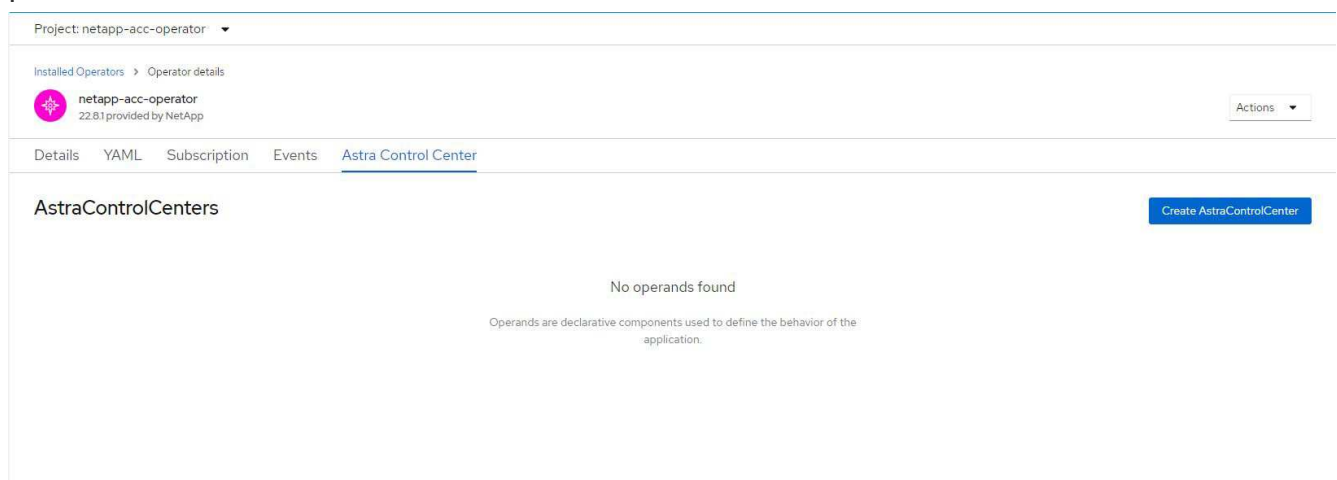 Project: netapp-acc-operator
Installed Operators > Operator details
netapp-acc-operator
22.8.1 provided by NetApp
Actions
Details YAML Subscription Events Astra Control Center
AstraControlCenters
Create AstraControlCenter
No operands found
Operands are declarative components used to define the behavior of the
application.